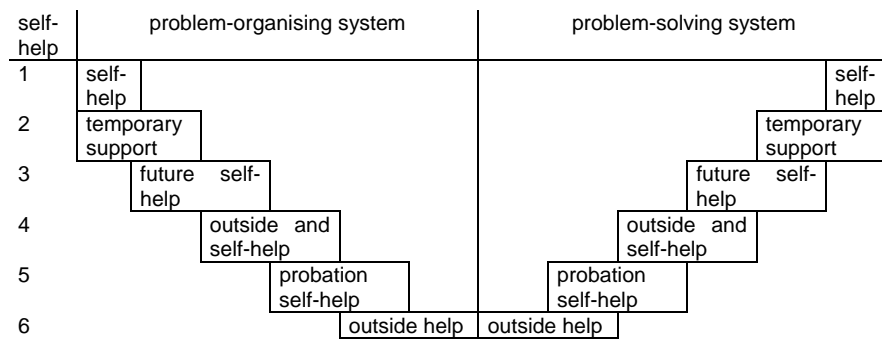 self-help problem-organising system problem-solving system
1 self-help self-help
2 temporary support temporary support
3 future self-help future self-help
4 outside and self-help outside and self-help
5 probation self-help probation self-help
6 outside help outside help